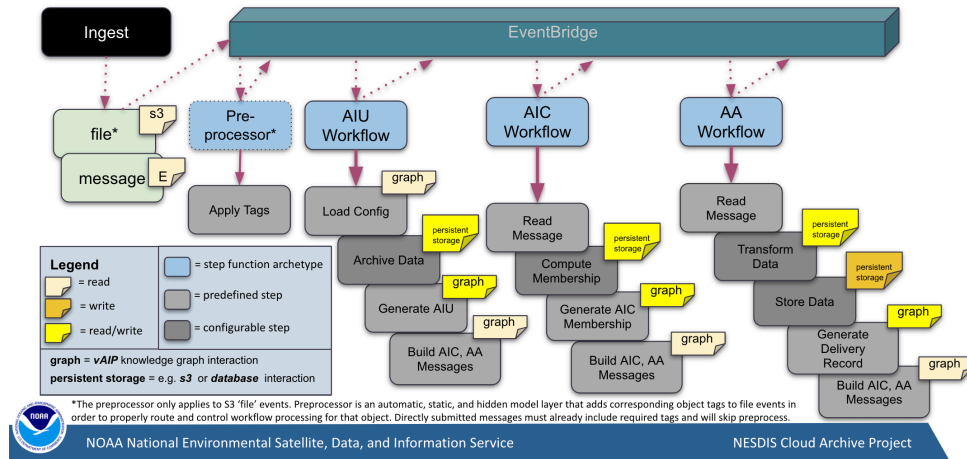 Ingest
EventBridge
file*
s3
message
E
Pre-
processor*
AIU
Workflow
AIC
Workflow
AA
Workflow
Apply Tags
Load Config
graph
Archive Data
persistent
storage
Generate AIU
graph
Build AIC, AA
Messages
graph
Read
Message
Compute
Membership
persistent
storage
Generate AIC
Membership
graph
Build AIC, AA
Messages
graph
Read
Message
Transform
Data
persistent
storage
Store Data
persistent
storage
Generate
Delivery
Record
graph
Build AIC, AA
Messages
graph
Legend
= read
= write
= read/write
= step function archetype
= predefined step
= configurable step
graph = vAIP knowledge graph interaction
persistent storage = e.g. s3 or database interaction
*The preprocessor only applies to S3 'file' events. Preprocessor is an automatic, static, and hidden model layer that adds corresponding object tags to file events in
order to properly route and control workflow processing for that object. Directly submitted messages must already include required tags and will skip preprocess.
NOAA
NOAA National Environmental Satellite, Data, and Information Service
NESDIS Cloud Archive Project